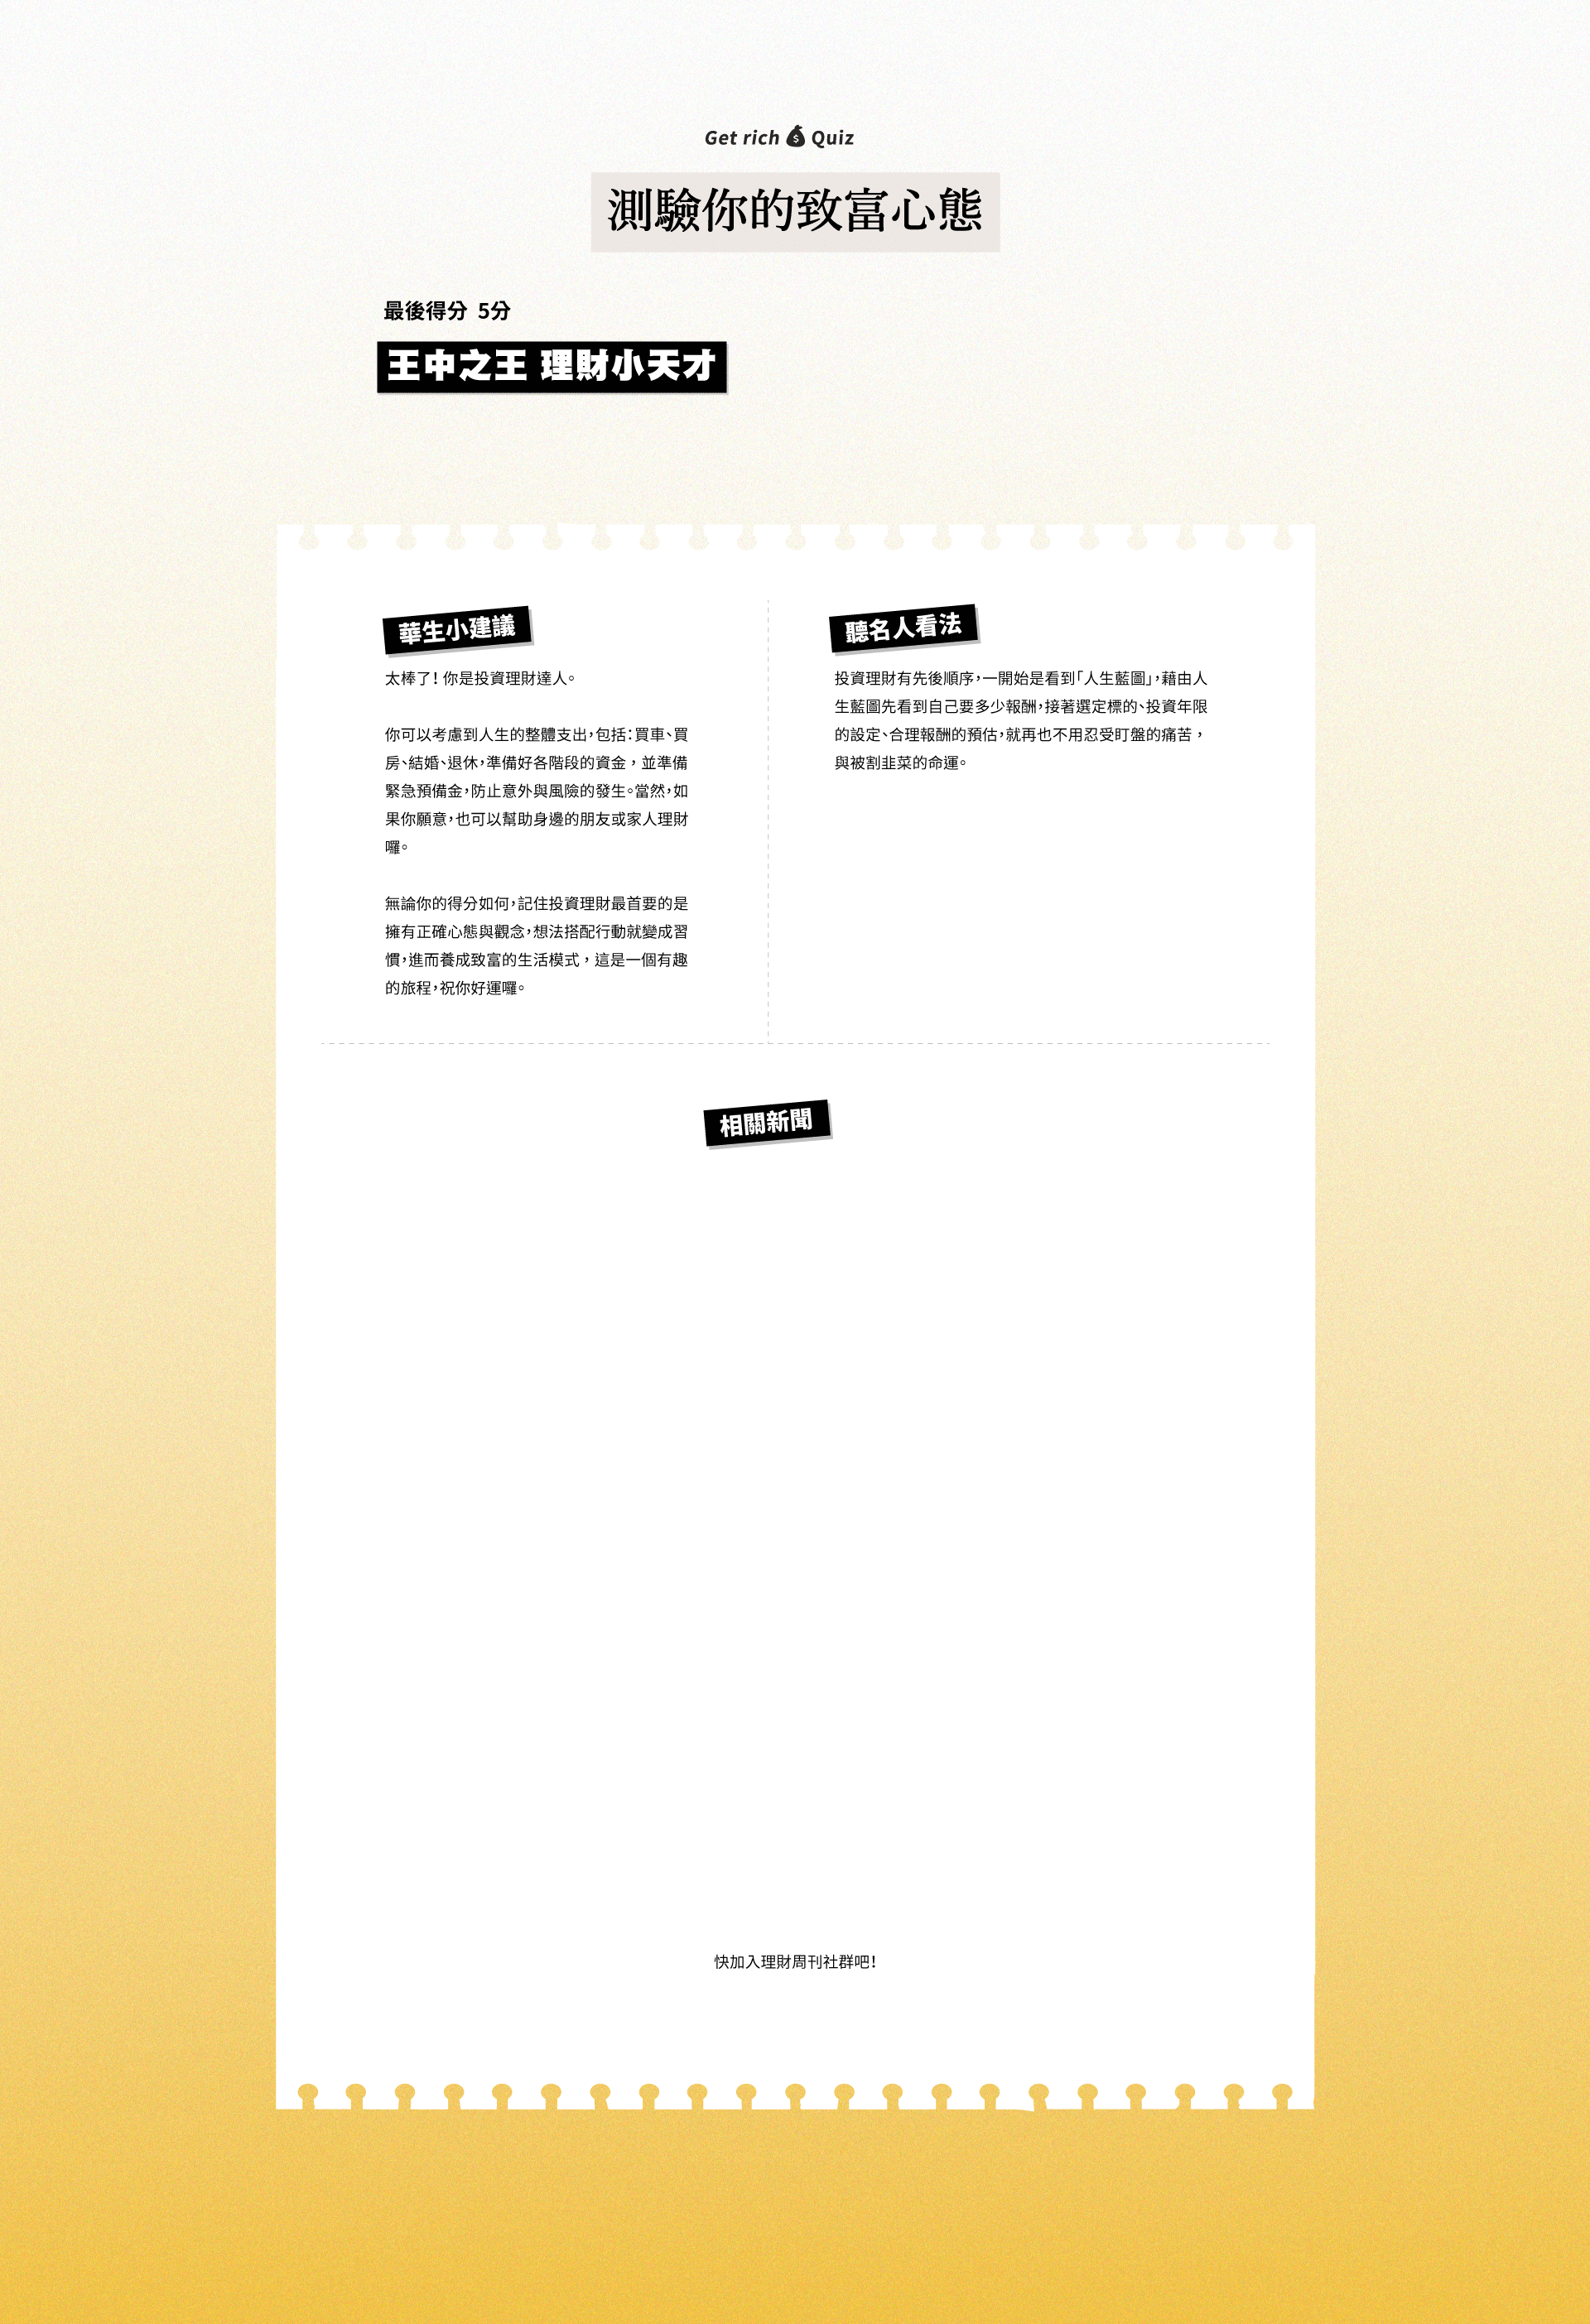 Get rich Quiz
測驗你的致富心態
最後得分 5分
王中之王 理財小天才
華生小建議
太棒了！你是投資理財達人。
你可以考慮到人生的整體支出，包括：買車、買
房、結婚、退休，準備好各階段的資金，並準備
緊急預備金，防止意外與風險的發生。當然，如
果你願意，也可以幫助身邊的朋友或家人理財
囉。
無論你的得分如何，記住投資理財最首要的是
擁有正確心態與觀念，想法搭配行動就變成習
慣，進而養成致富的生活模式，這是一個有趣
的旅程，祝你好運囉。
聽名人看法
投資理財有先後順序，一開始是看到「人生藍圖」，藉由人
生藍圖先看到自己要多少報酬，接著選定標的、投資年限
的設定、合理報酬的預估，就再也不用忍受盯盤的痛苦，
與被割韭菜的命運。
相關新聞
快加入理財周刊社群吧！